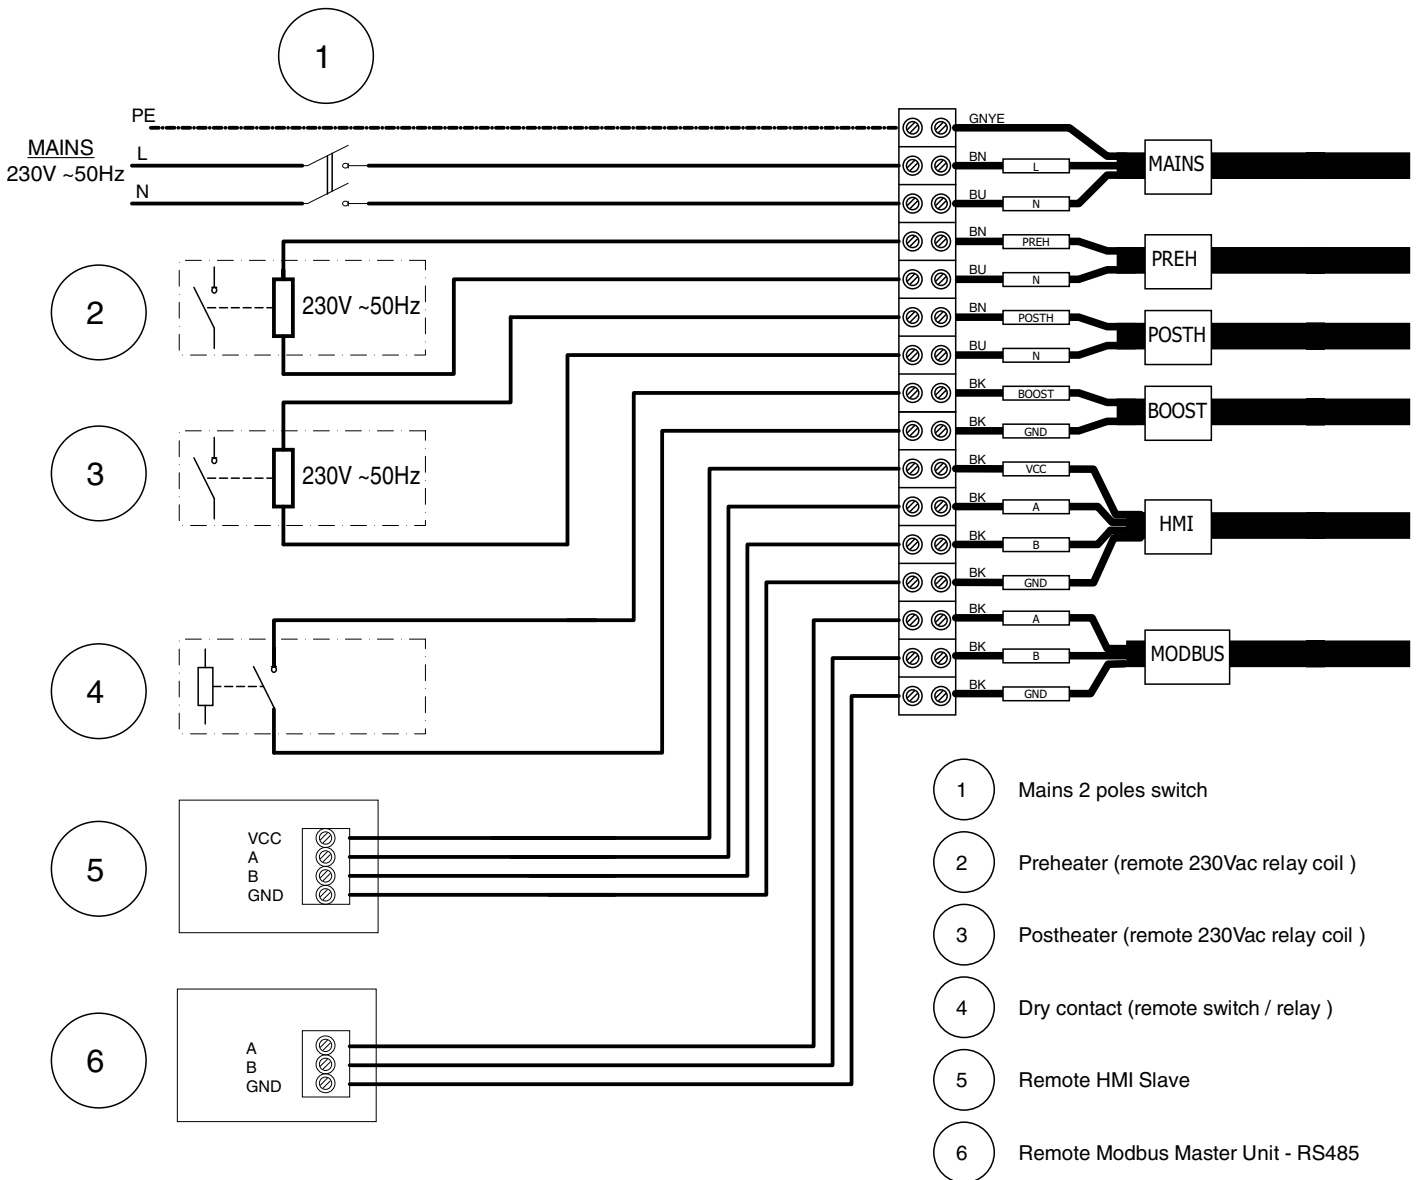 1
PE
MAINS
230V ~50Hz
L
N
GNYE
BN L
BU N
MAINS
BN PREH
BU N
PREH
BN POSTH
BU N
POSTH
BK BOOST
BK GND
BOOST
BK VCC
BK A
BK B
BK GND
HMI
BK A
BK B
BK GND
MODBUS
2
230V ~50Hz
3
230V ~50Hz
4
5
VCC
A
B
GND
6
A
B
GND
1 Mains 2 poles switch
2 Preheater (remote 230Vac relay coil )
3 Postheater (remote 230Vac relay coil )
4 Dry contact (remote switch / relay )
5 Remote HMI Slave
6 Remote Modbus Master Unit - RS485